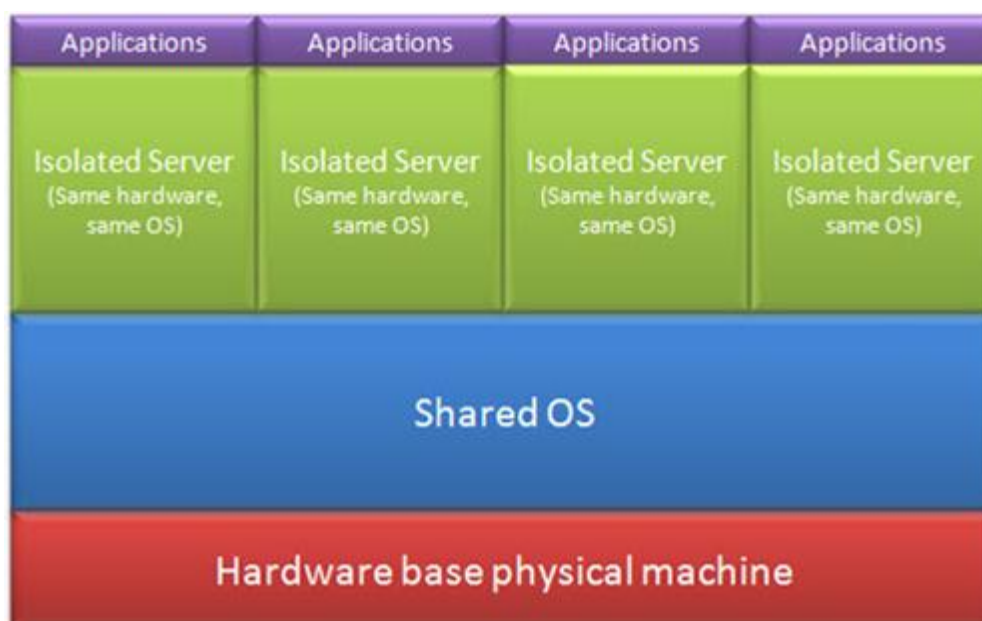 Applications Applications Applications Applications
Isolated Server
(Same hardware,
same OS)
Isolated Server
(Same hardware,
same OS)
Isolated Server
(Same hardware,
same OS)
Isolated Server
(Same hardware,
same OS)
Shared OS
Hardware base physical machine